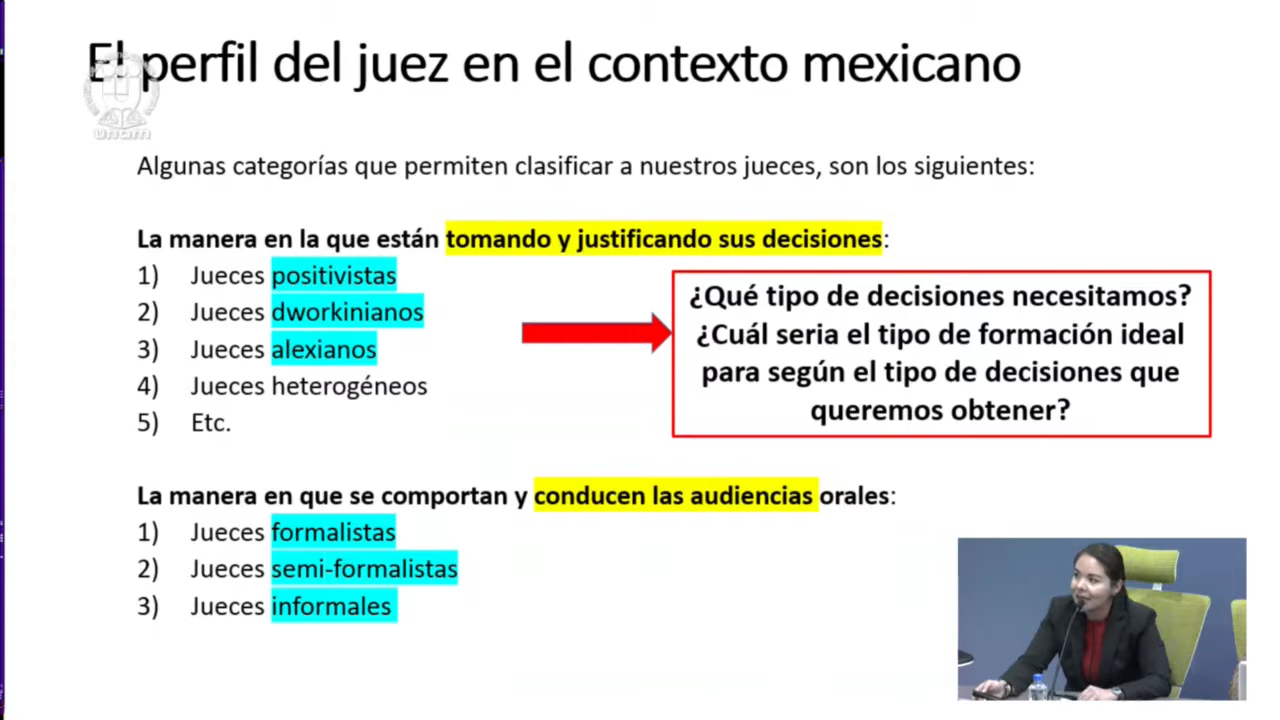 El perfil del juez en el contexto mexicano
unam
Algunas categorías que permiten clasificar a nuestros jueces, son los siguientes:
La manera en la que están tomando y justificando sus decisiones:
1) Jueces positivistas
2) Jueces dworkinianos
3) Jueces alexianos
4) Jueces heterogéneos
5) Etc.
¿Qué tipo de decisiones necesitamos?
¿Cuál seria el tipo de formación ideal
para según el tipo de decisiones que
queremos obtener?
La manera en que se comportan y conducen las audiencias orales:
1) Jueces formalistas
2) Jueces semi-formalistas
3) Jueces informales